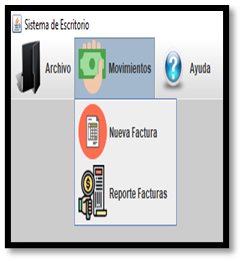 Sistema de Escritorio
Archivo Movimientos Ayuda
Nueva Factura
Reporte Facturas